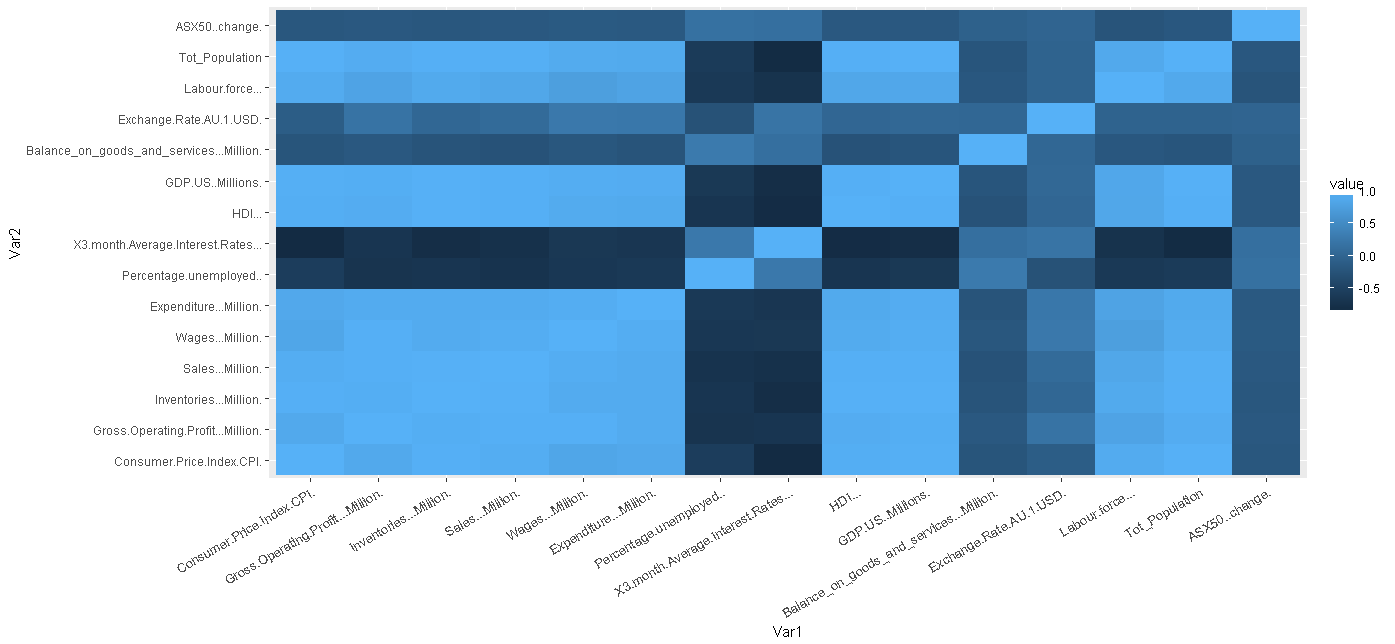 ASX50..change.
Tot_Population
Labour.force...
Exchange.Rate.AU.1.USD.
Balance_on_goods_and_services...Million.
GDP.US..Millions.
HDI...
X3.month.Average.Interest.Rates...
Percentage.unemployed..
Expenditure...Million.
Wages...Million.
Sales...Million.
Inventories...Million.
Gross.Operating.Profit...Million.
Consumer.Price.Index.CPI.
Var2
Consumer.Price.Index.CPI.
Gross.Operating.Profit...Million.
Inventories...Million.
Sales...Million.
Wages...Million.
Expenditure...Million.
Percentage.unemployed..
X3.month.Average.Interest.Rates...
HDI...
GDP.US..Millions.
Balance_on_goods_and_services...Million.
Exchange.Rate.AU.1.USD.
Labour.force...
Tot_Population
ASX50..change.
Var1
value
1.0
0.5
0.0
-0.5